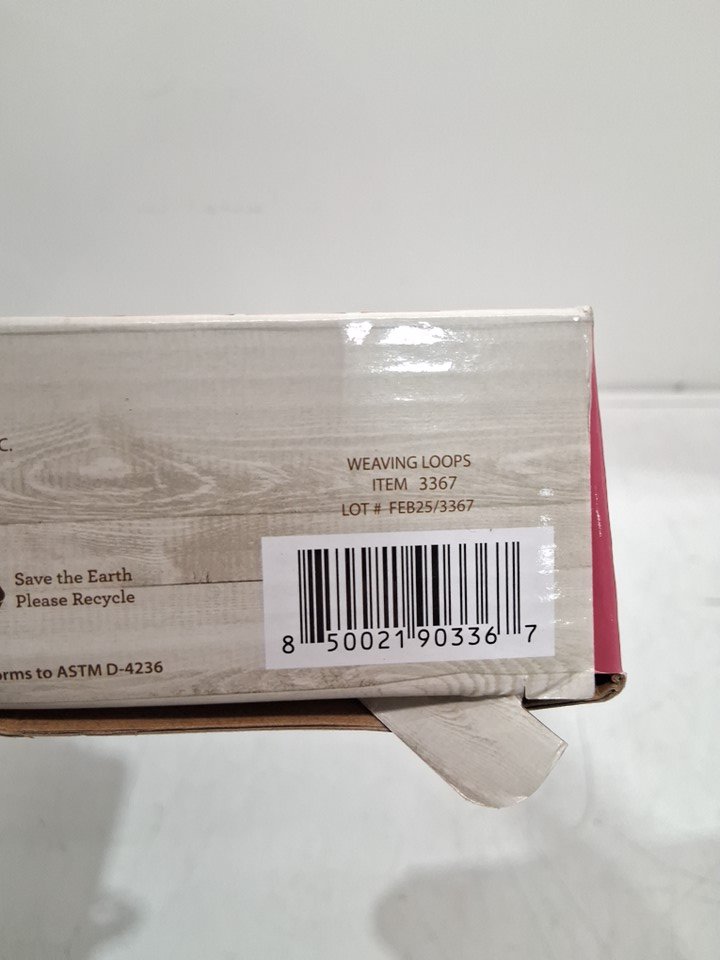 C.
WEAVING LOOPS
ITEM 3367
LOT # FEB25/3367
Save the Earth
Please Recycle
8 50021 90336 7
to ASTM D-4236